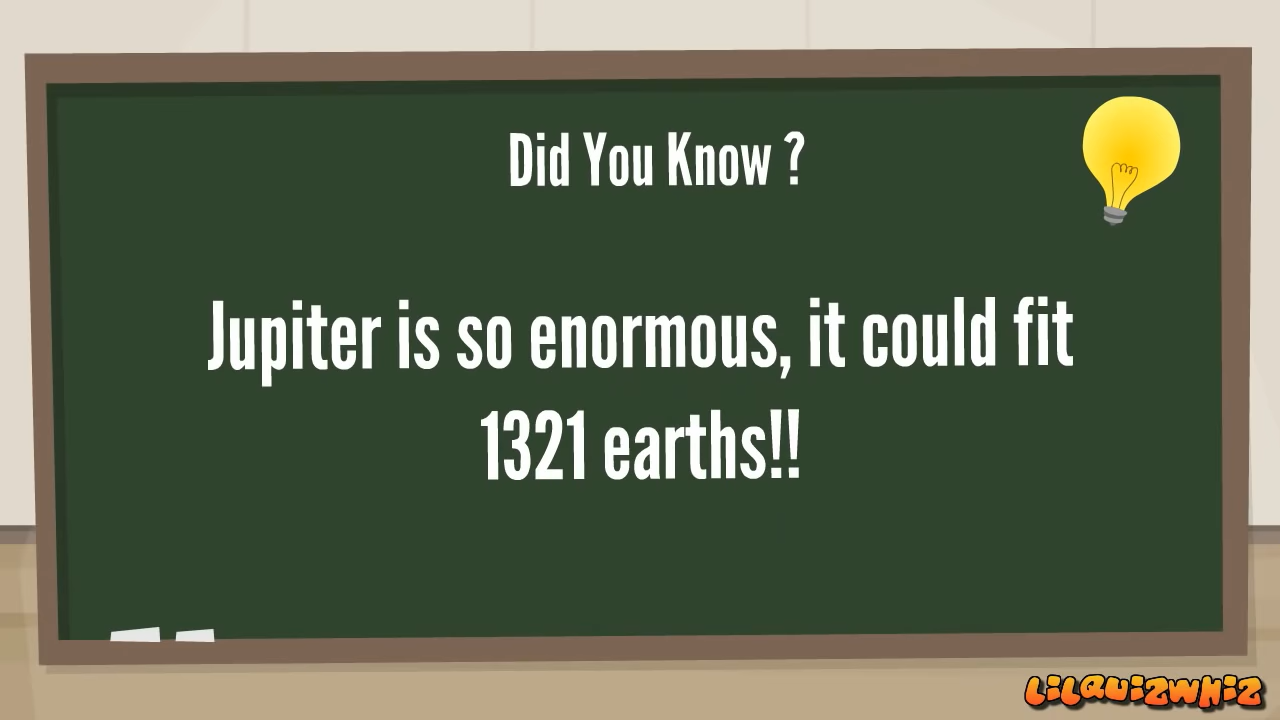 Did You Know ?
Jupiter is so enormous, it could fit
1321 earths!!
LILQUIZWHIZ